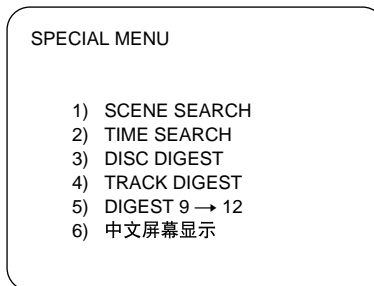 SPECIAL MENU
1) SCENE SEARCH
2) TIME SEARCH
3) DISC DIGEST
4) TRACK DIGEST
5) DIGEST 9 → 12
6) 中文屏幕显示